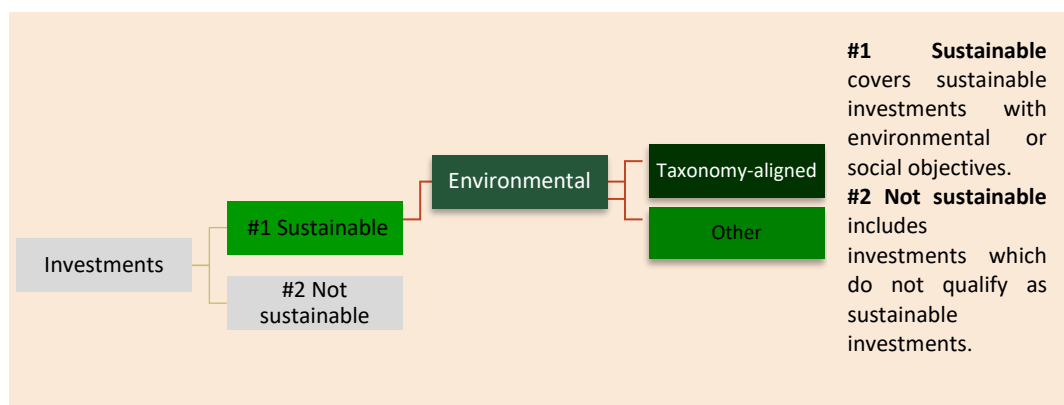 Investments
#1 Sustainable
#2 Not
sustainable
Environmental
Taxonomy-aligned
Other
#1 Sustainable
covers sustainable
investments with
environmental or
social objectives.
#2 Not sustainable
includes
investments which
do not qualify as
sustainable
investments.